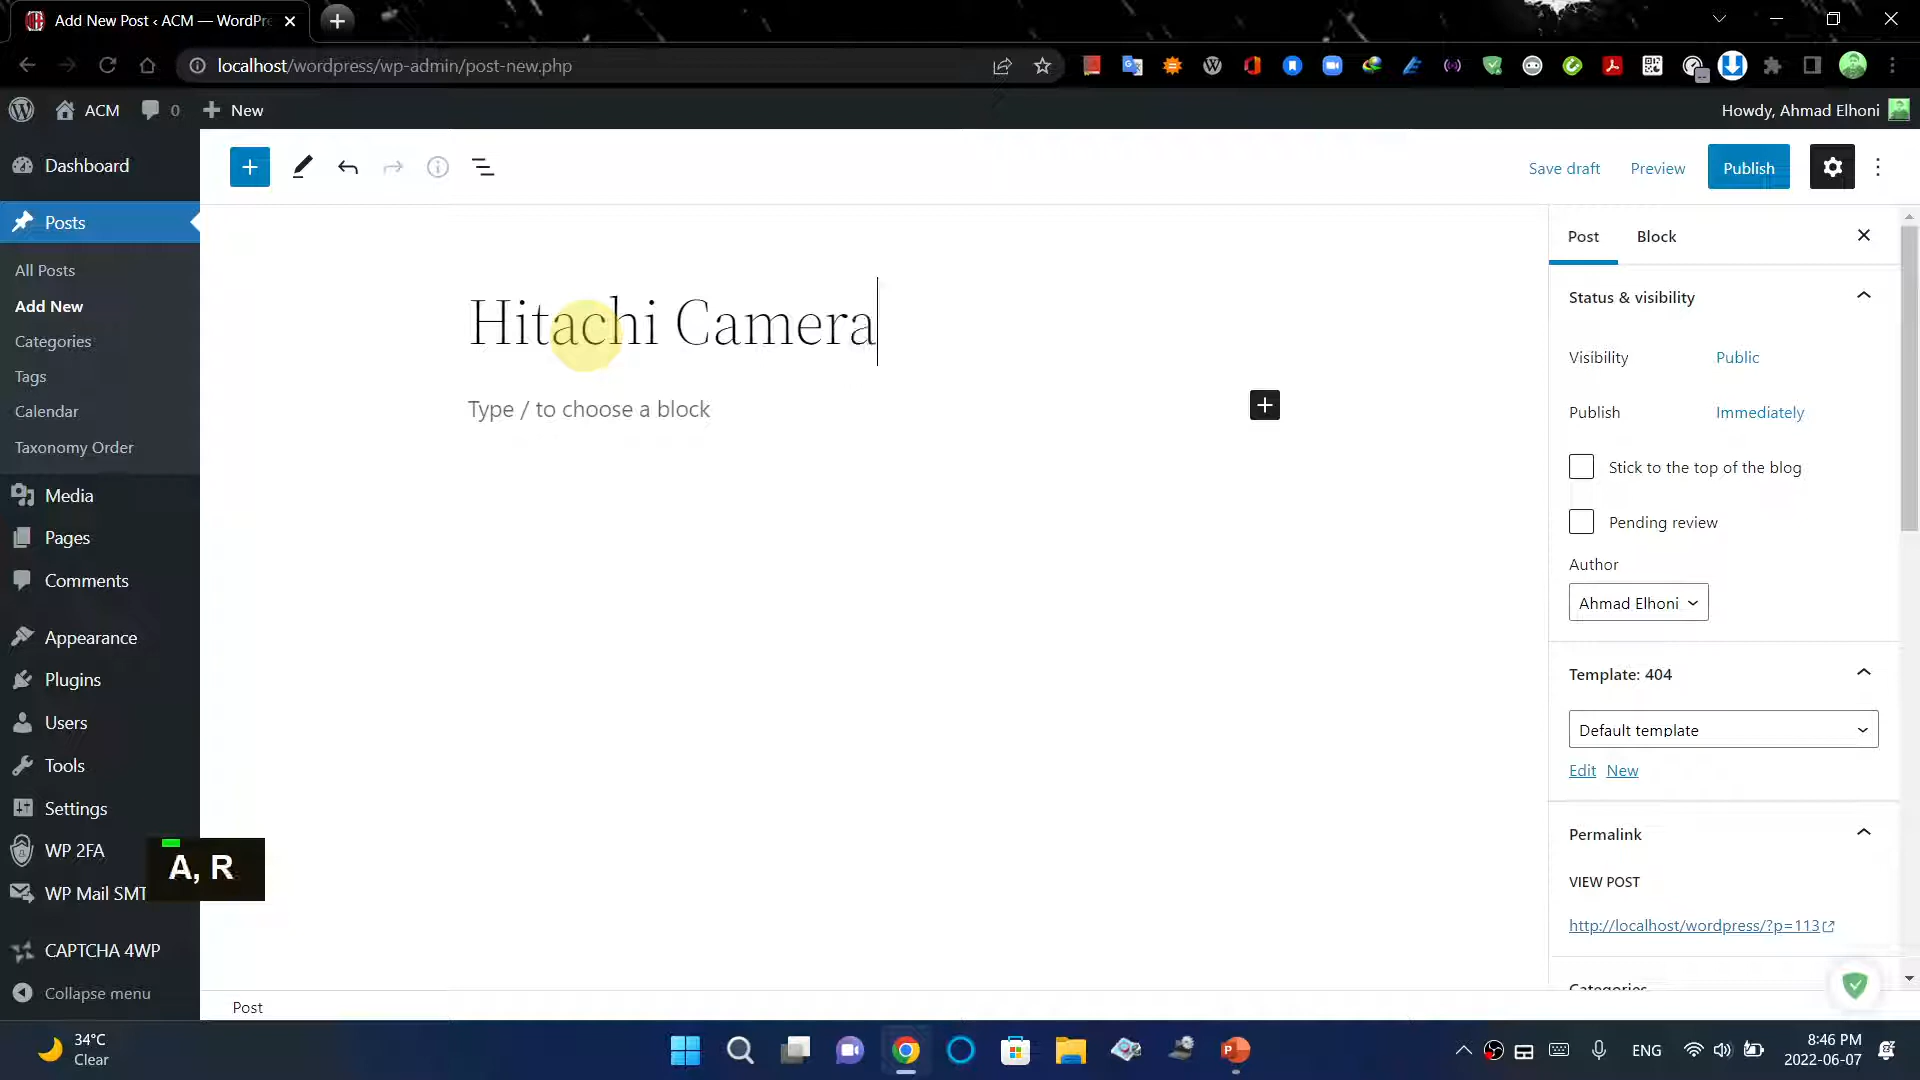 Add New Post ‹ ACM — WordPre
localhost/wordpress/wp-admin/post-new.php
ACM
0
New
Howdy, Ahmad Elhoni
Dashboard
Posts
All Posts
Add New
Categories
Tags
Calendar
Taxonomy Order
Media
Pages
Comments
Appearance
Plugins
Users
Tools
Settings
WP 2FA
WP Mail SMT
CAPTCHA 4WP
Collapse menu
A, R
Save draft
Preview
Publish
Hitachi Camera
Type / to choose a block
Post
Block
Status & visibility
Visibility
Public
Publish
Immediately
Stick to the top of the blog
Pending review
Author
Ahmad Elhoni
Template: 404
Default template
Edit
New
Permalink
VIEW POST
http://localhost/wordpress/?p=113
Categories
Post
34°C
Clear
ENG
8:46 PM
2022-06-07